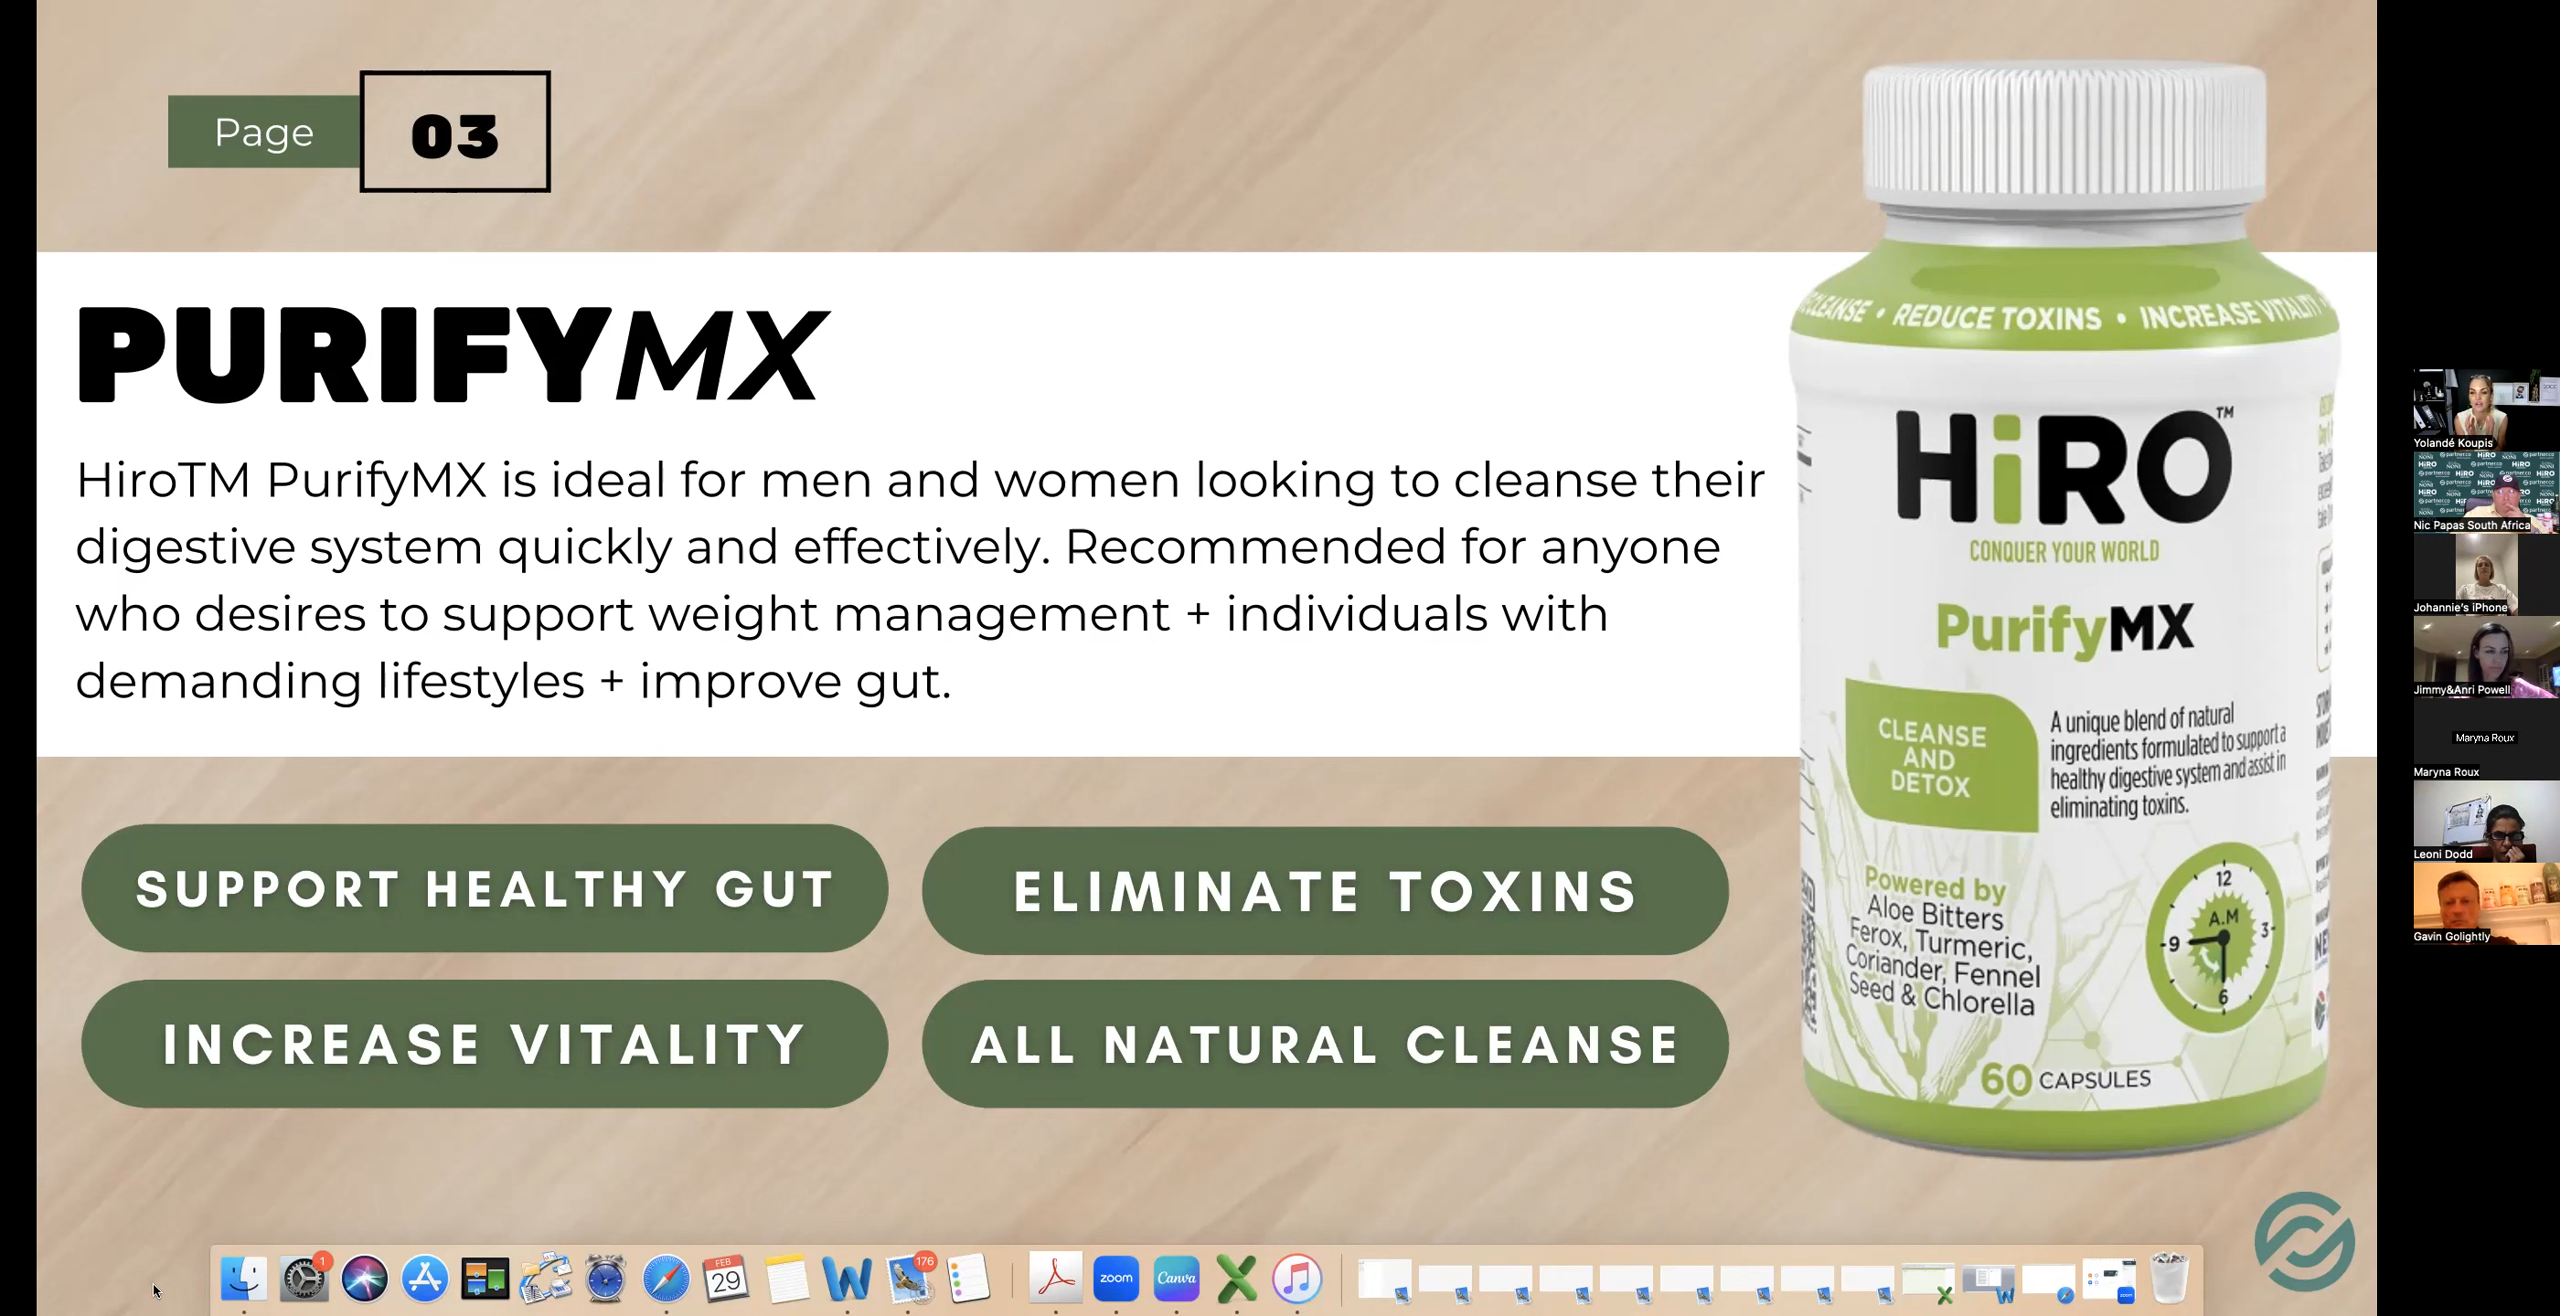 Page
03
PURIFYMX
HiroTM PurifyMX is ideal for men and women looking to cleanse their
digestive system quickly and effectively. Recommended for anyone
who desires to support weight management + individuals with
demanding lifestyles + improve gut.
SUPPORT HEALTHY GUT
ELIMINATE TOXINS
INCREASE VITALITY
ALL NATURAL CLEANSE
CLEANSE • REDUCE TOXINS • INCREASE VITALITY
HiRO™
CONQUER YOUR WORLD
PurifyMX
CLEANSE
AND
DETOX
A unique blend of natural
ingredients formulated to support a
healthy digestive system and assist in
eliminating toxins.
Powered by
Aloe Bitters
Ferox, Turmeric,
Coriander, Fennel
Seed & Chlorella
12
A.M
9
3
6
60 CAPSULES
Yolandé Koupis
Nic Papas South Africa
Johannie's iPhone
Jimmy&Anri Powell
Maryna Roux
Maryna Roux
Leoni Dodd
Gavin Golightly
1
FEB
29
176
zoom
Canva